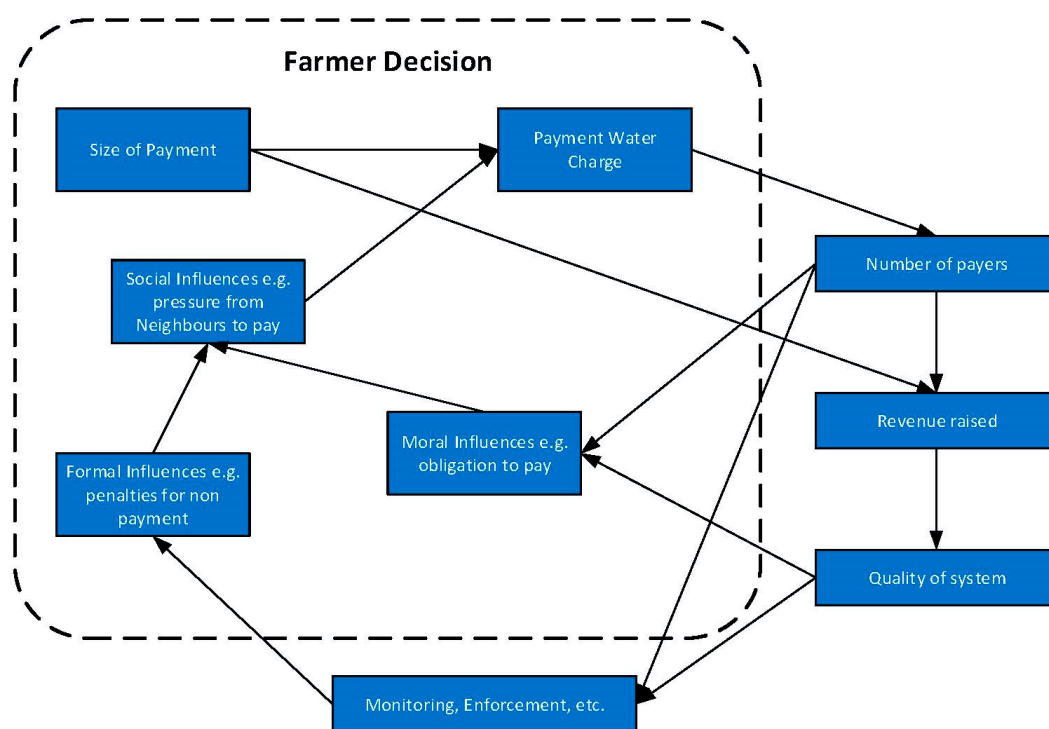 Farmer Decision
Size of Payment
Payment Water
Charge
Number of payers
Social Influences e.g.
pressure from
Neighbours to pay
Revenue raised
Moral Influences e.g.
obligation to pay
Formal Influences e.g.
penalties for non
payment
Quality of system
Monitoring, Enforcement, etc.